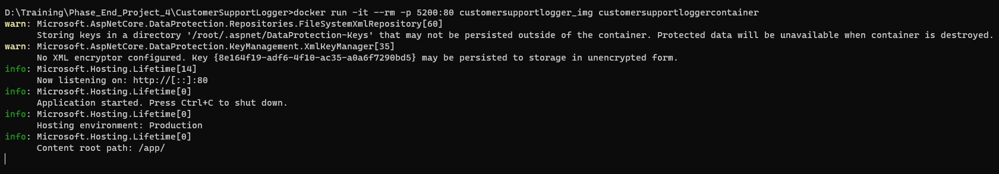 D:\Training\Phase_End_Project_4\CustomerSupportLogger>docker run -it --rm -p 5200:80 customersupportlogger_img customersupportloggercontainer
warn: Microsoft.AspNetCore.DataProtection.Repositories.FileSystemXmlRepository[60]
      Storing keys in a directory '/root/.aspnet/DataProtection-Keys' that may not be persisted outside of the container. Protected data will be unavailable when container is destroyed.
warn: Microsoft.AspNetCore.DataProtection.KeyManagement.XmlKeyManager[35]
      No XML encryptor configured. Key {8e164f19-adf6-4f10-ac35-a0a6f7290bd5} may be persisted to storage in unencrypted form.
info: Microsoft.Hosting.Lifetime[14]
      Now listening on: http://[::]:80
info: Microsoft.Hosting.Lifetime[0]
      Application started. Press Ctrl+C to shut down.
info: Microsoft.Hosting.Lifetime[0]
      Hosting environment: Production
info: Microsoft.Hosting.Lifetime[0]
      Content root path: /app/